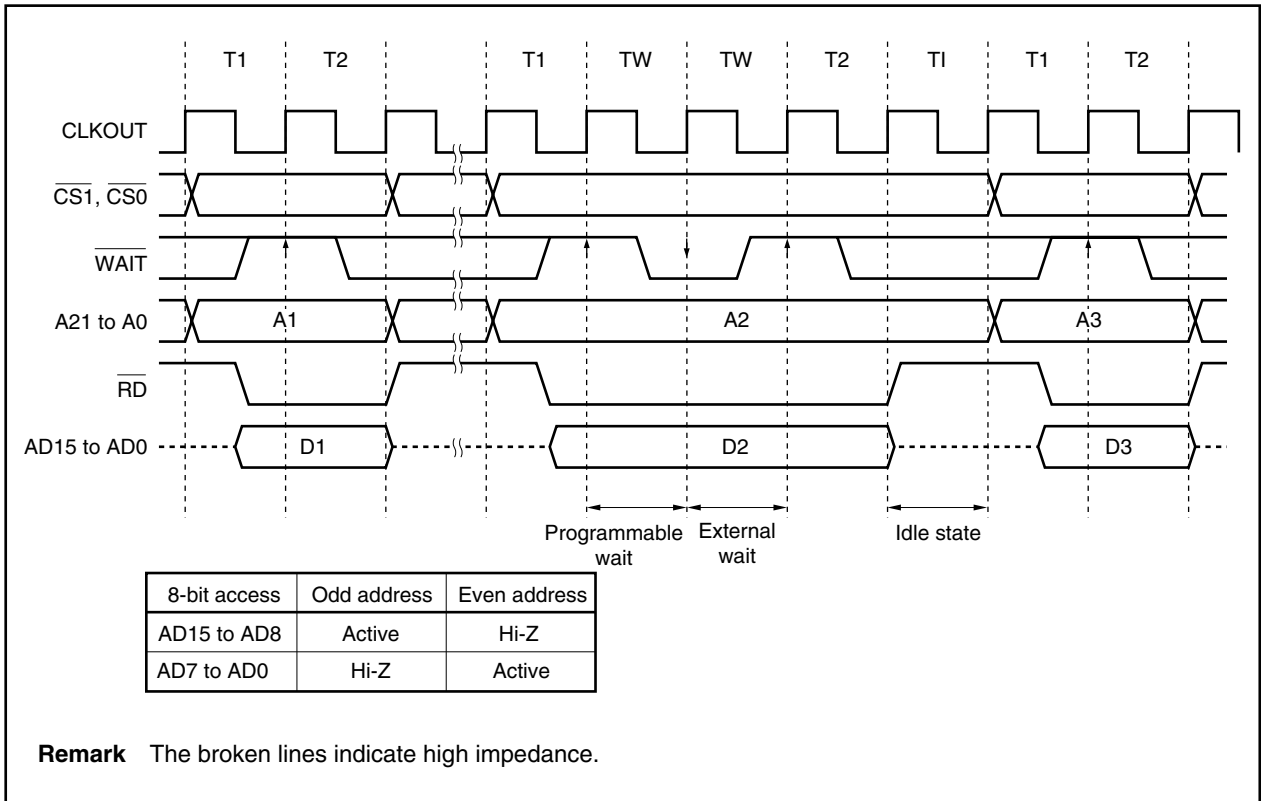 T1 T2 T1 TW TW T2 TI T1 T2
CLKOUT
CS1, CS0
WAIT
A21 to A0 A1 A2 A3
RD
AD15 to AD0 D1 D2 D3
Programmable wait
External wait
Idle state
8-bit access Odd address Even address
AD15 to AD8 Active Hi-Z
AD7 to AD0 Hi-Z Active
Remark The broken lines indicate high impedance.